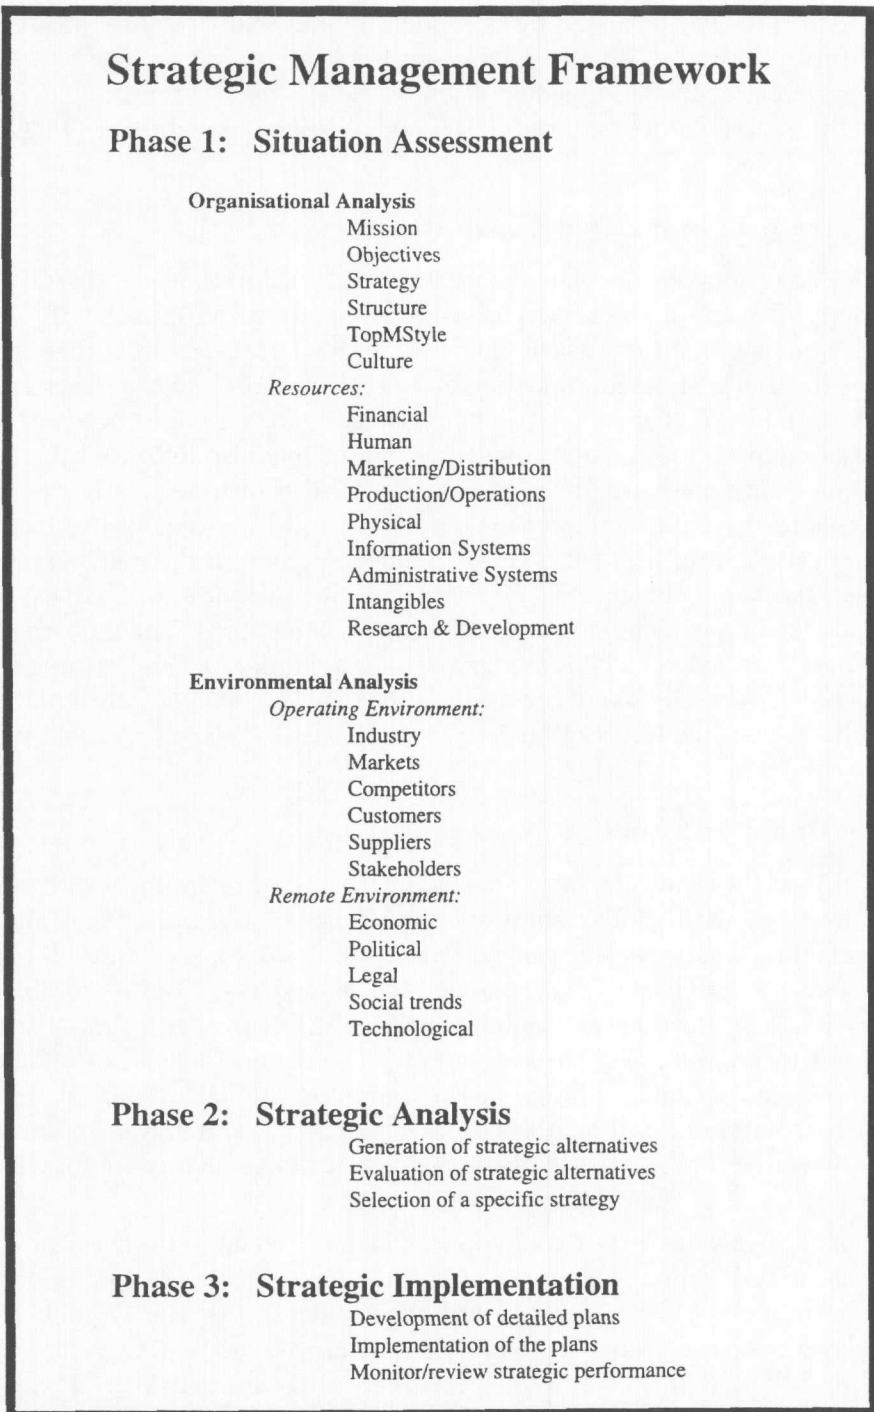 Strategic Management Framework
Phase 1: Situation Assessment
Organisational Analysis
Mission
Objectives
Strategy
Structure
TopMStyle
Culture
Resources:
Financial
Human
Marketing/Distribution
Production/Operations
Physical
Information Systems
Administrative Systems
Intangibles
Research & Development
Environmental Analysis
Operating Environment:
Industry
Markets
Competitors
Customers
Suppliers
Stakeholders
Remote Environment:
Economic
Political
Legal
Social trends
Technological
Phase 2: Strategic Analysis
Generation of strategic alternatives
Evaluation of strategic alternatives
Selection of a specific strategy
Phase 3: Strategic Implementation
Development of detailed plans
Implementation of the plans
Monitor/review strategic performance